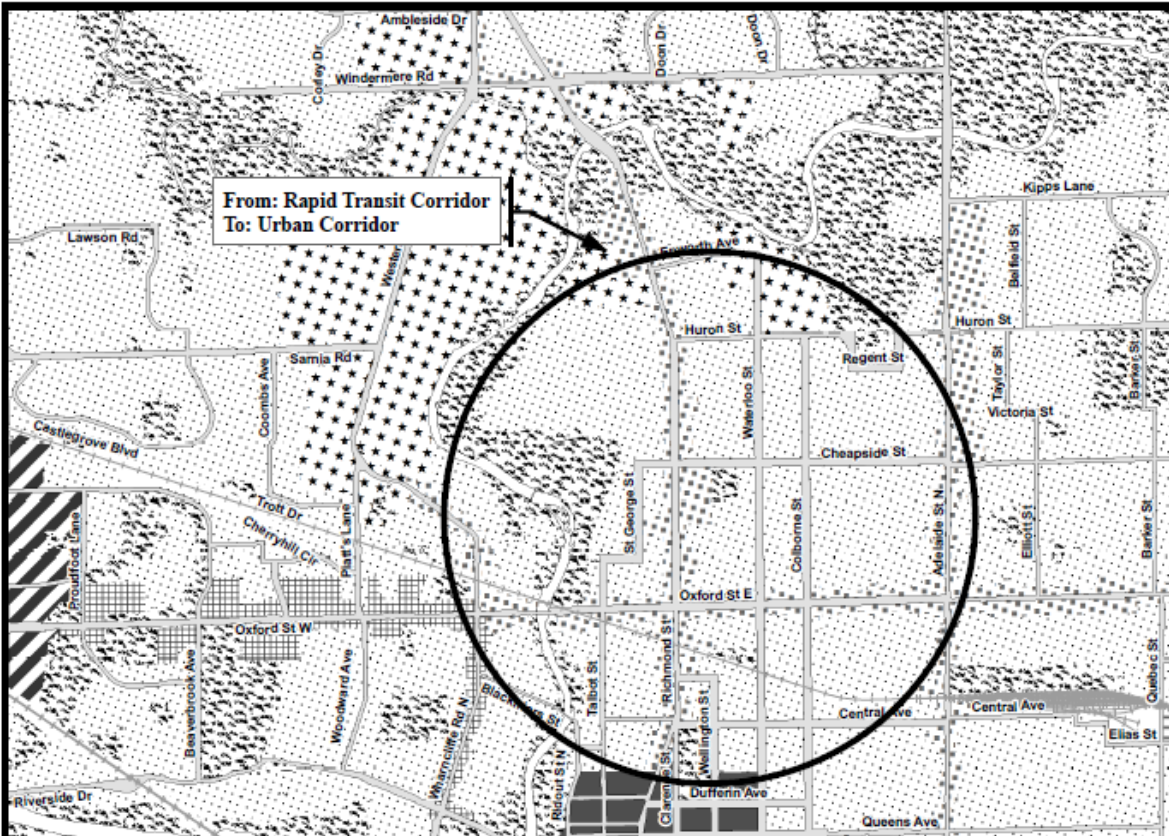 Ambleside Dr
Corley Dr
Doon Dr
Doon Dr
Windermere Rd
From: Rapid Transit Corridor
To: Urban Corridor
Kipps Lane
Lawson Rd
Western
Epworth Ave
Belfield St
Huron St
Huron St
Sarnia Rd
Regent St
Coombs Ave
Waterloo St
Taylor St
Barker St
Victoria St
Castlegrove Blvd
Cheapside St
St George St
Trott Dr
Cherryhill Cir
Platt's Lane
Proudfoot Lane
Colborne St
Adelaide St N
Elliott St
Barker St
Oxford St E
Oxford St W
Beaverbrook Ave
Woodward Ave
Wharncliffe Rd N
Talbot St
Richmond St
Wellington St
Quebec St
Central Ave
Central Ave
Elias St
Ridout St N
Clarence St
Riverside Dr
Dufferin Ave
Queens Ave